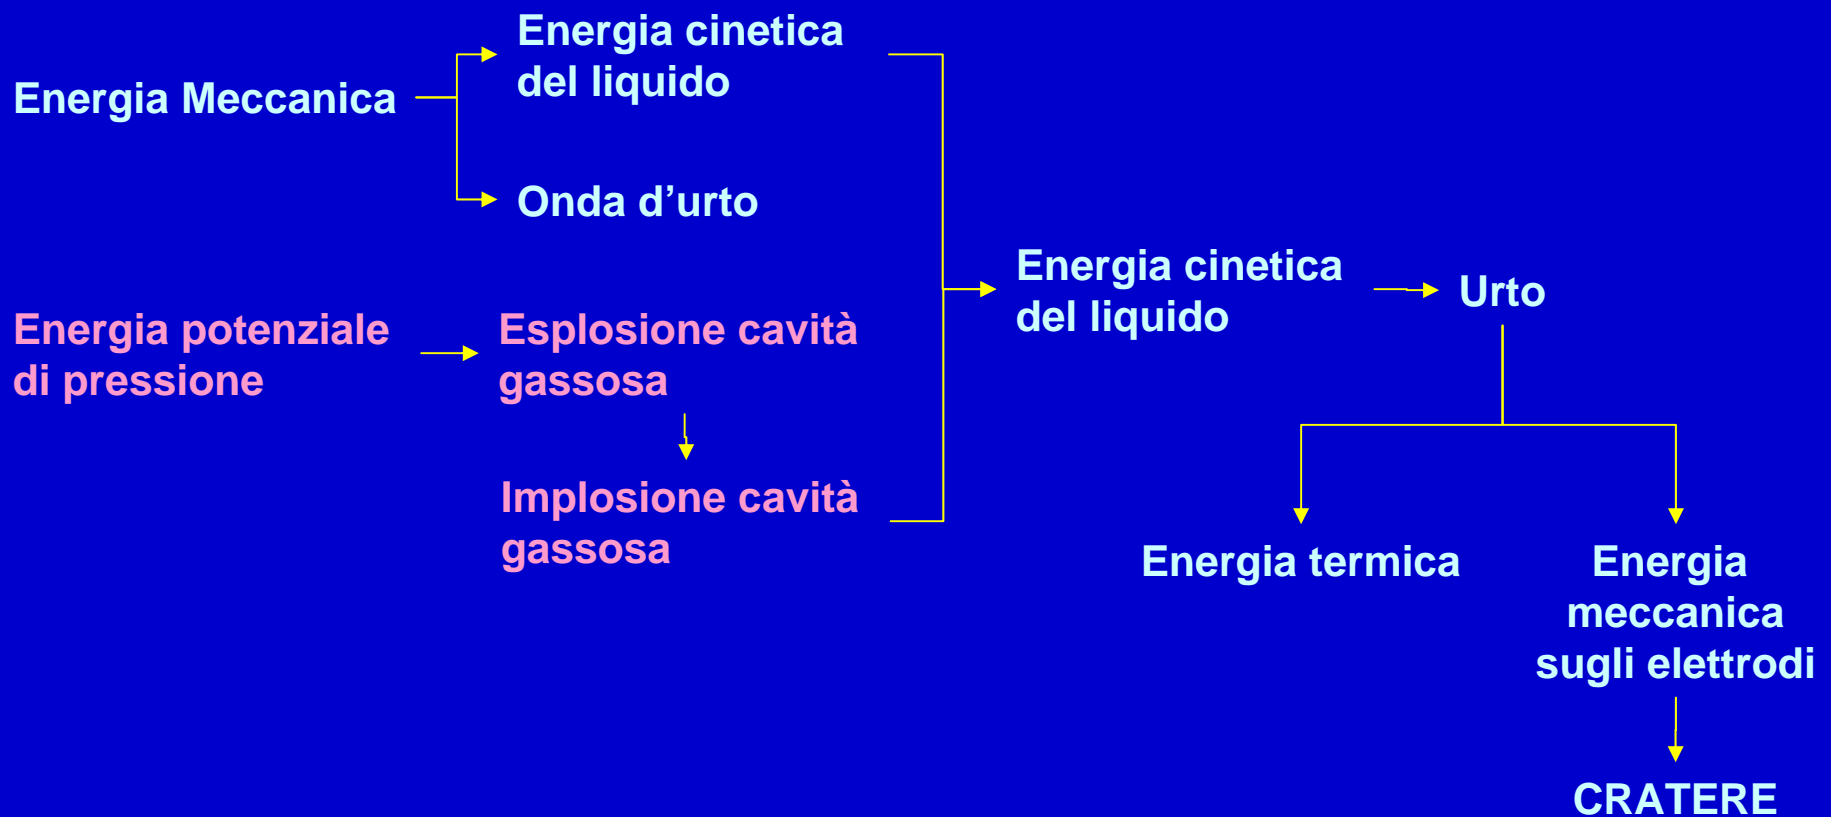 Energia Meccanica
Energia cinetica
del liquido
Onda d’urto
Energia potenziale
di pressione
Esplosione cavità
gassosa
Implosione cavità
gassosa
Energia cinetica
del liquido
Urto
Energia termica
Energia
meccanica
sugli elettrodi
CRATERE